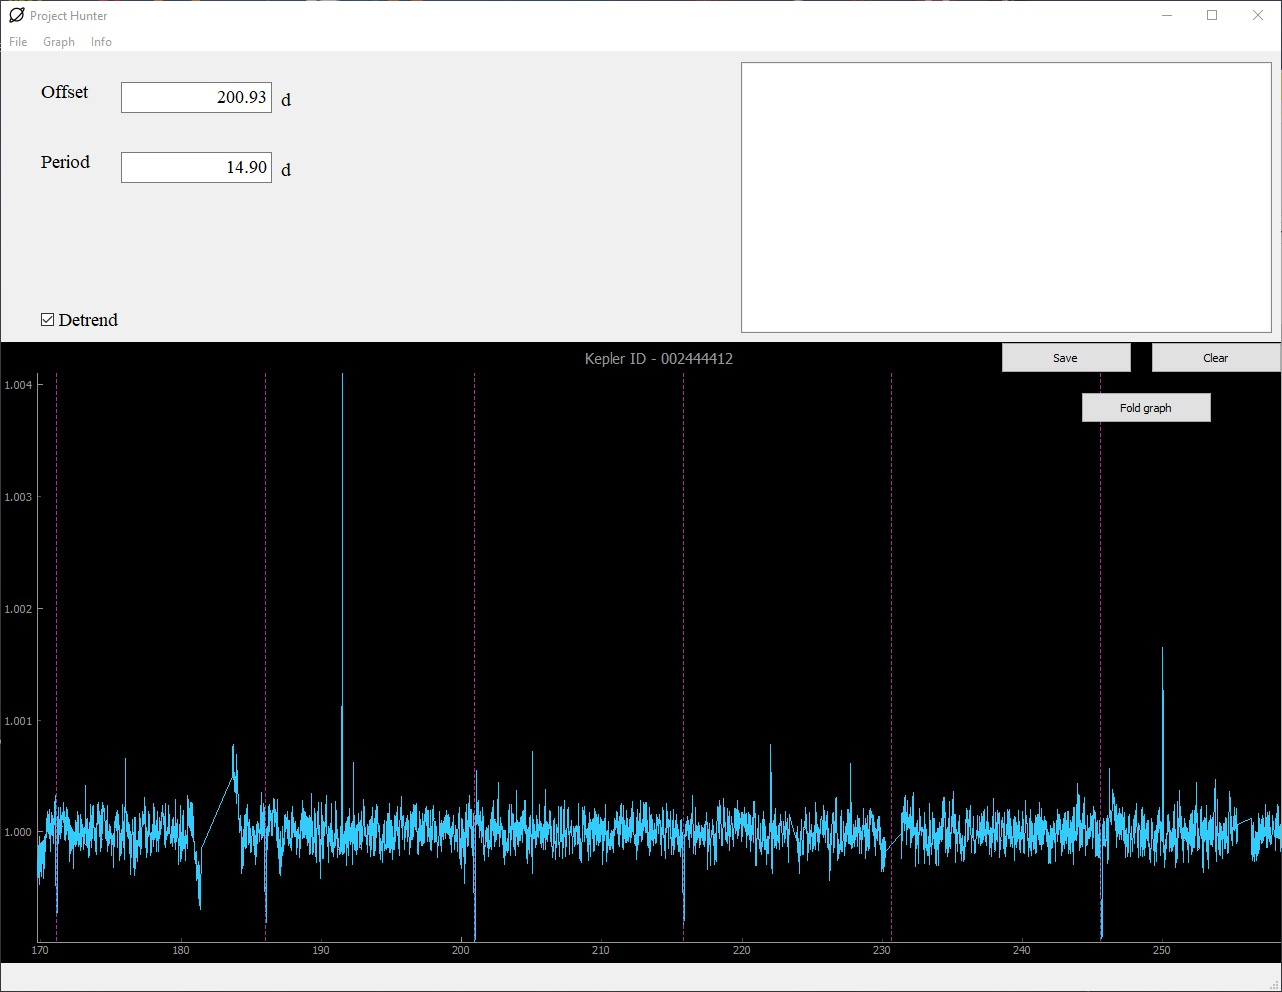 Project Hunter
File Graph Info
Offset 200.93 d
Period 14.90 d
Detrend
Kepler ID - 002444412
Save
Clear
Fold graph
1.004
1.003
1.002
1.001
1.000
170 180 190 200 210 220 230 240 250